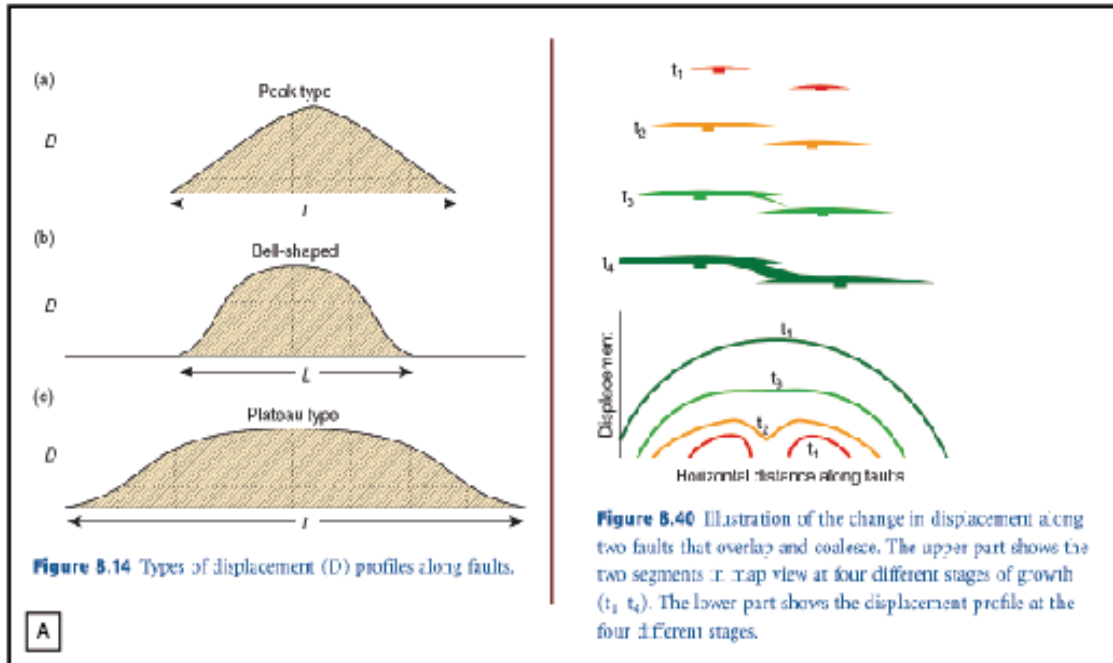 (a)
Peak type
D
L
(b)
Bell-shaped
D
L
(c)
Plateau type
D
L
Figure 8.14 Types of displacement (D) profiles along faults.
A
t₁
t₂
t₃
t₄
Displacement
t₄
t₃
t₂
t₁
Horizontal distance along faults
Figure 8.40 Illustration of the change in displacement along
two faults that overlap and coalesce. The upper part shows the
two segments in map view at four different stages of growth
(t₁–t₄). The lower part shows the displacement profile at the
four different stages.